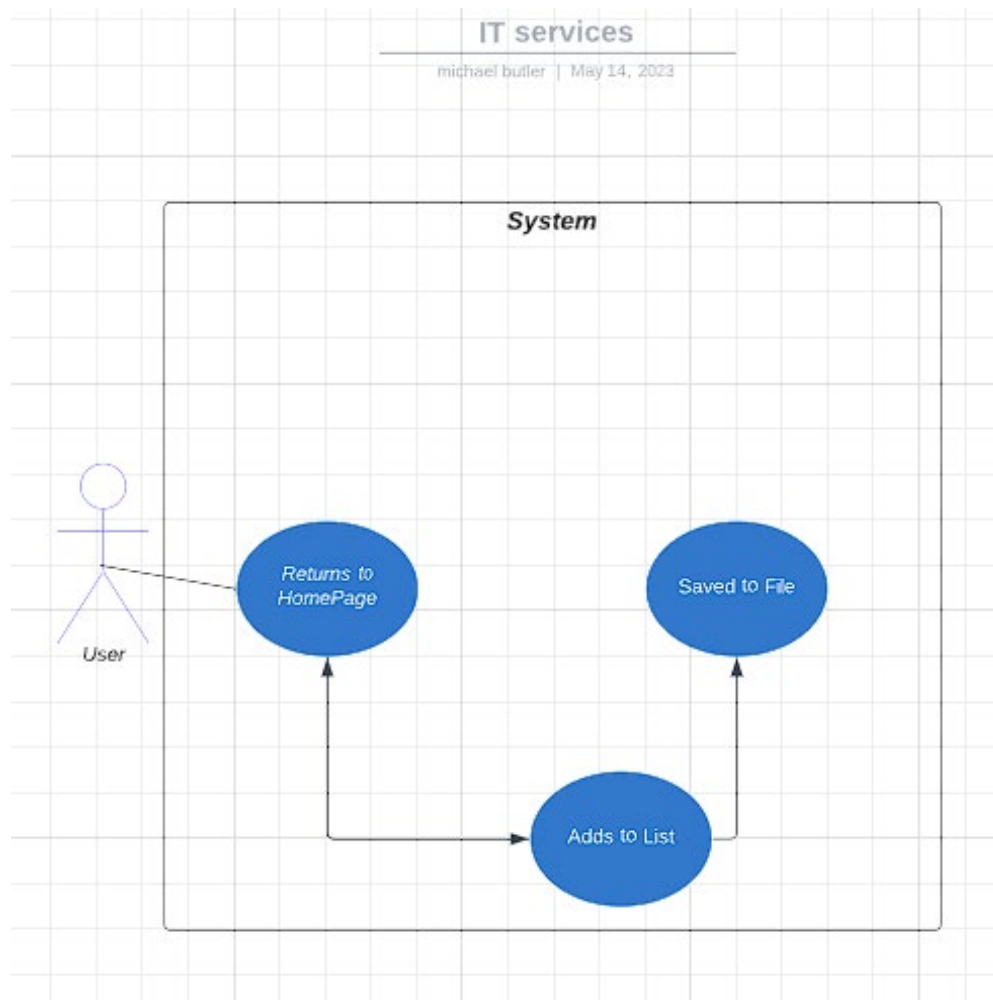 IT services
michael butler | May 14, 2023
System
Returns to
HomePage
Saved to File
User
Adds to List